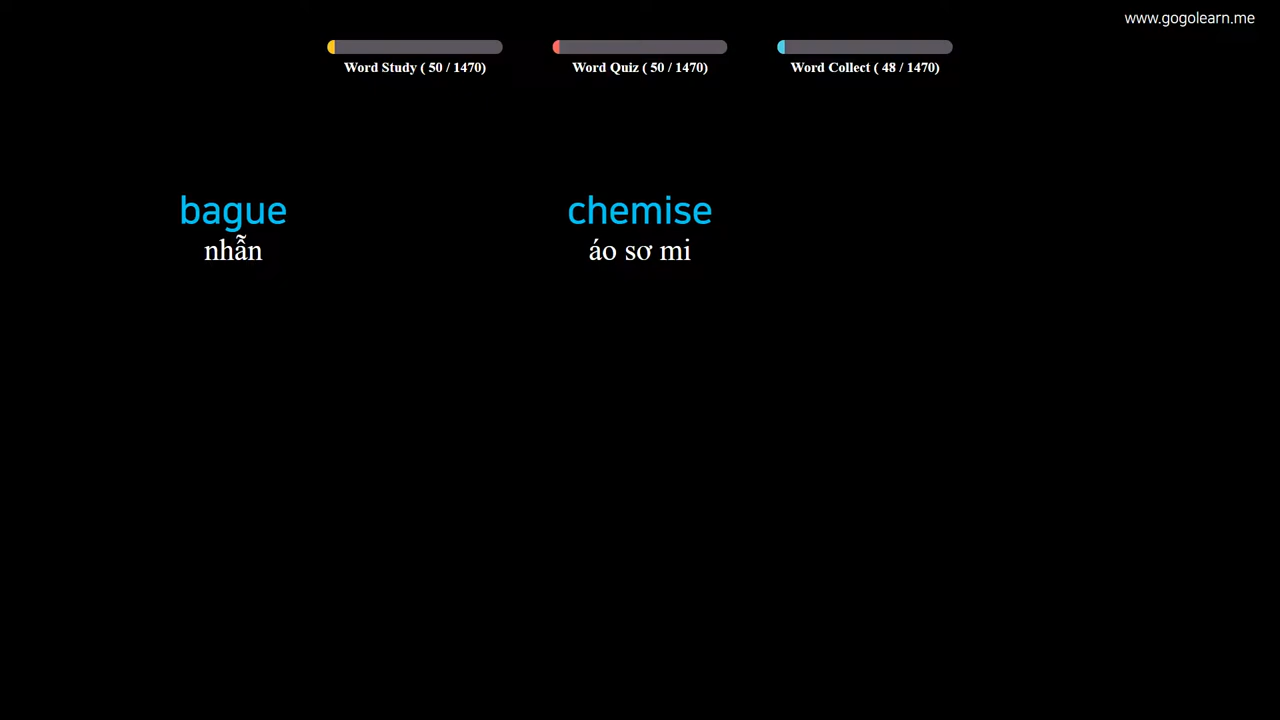 www.gogolearn.me
Word Study ( 50 / 1470)
Word Quiz ( 50 / 1470)
Word Collect ( 48 / 1470)
bague
nhẫn
chemise
áo sơ mi